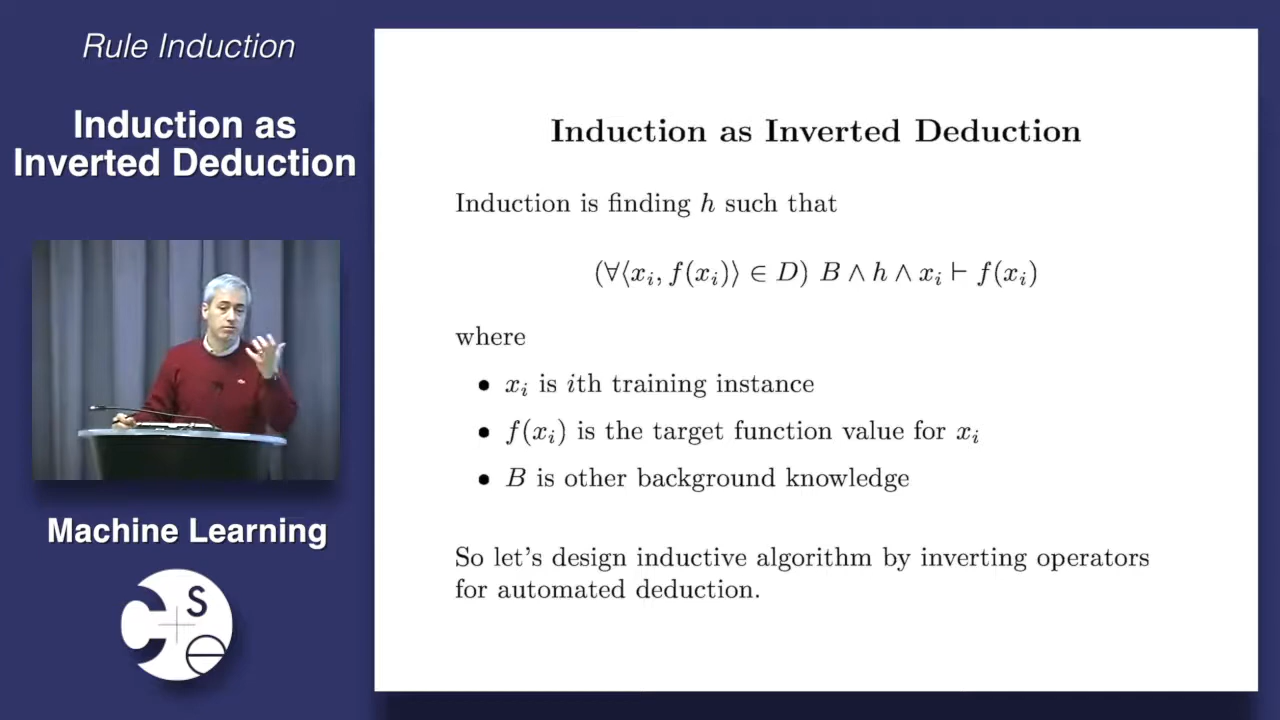 Rule Induction
Induction as
Inverted Deduction
Machine Learning
C S e
Induction as Inverted Deduction
Induction is finding h such that
(∀⟨xᵢ, f(xᵢ)⟩ ∈ D) B ∧ h ∧ xᵢ ⊢ f(xᵢ)
where
• xᵢ is ith training instance
• f(xᵢ) is the target function value for xᵢ
• B is other background knowledge
So let's design inductive algorithm by inverting operators
for automated deduction.